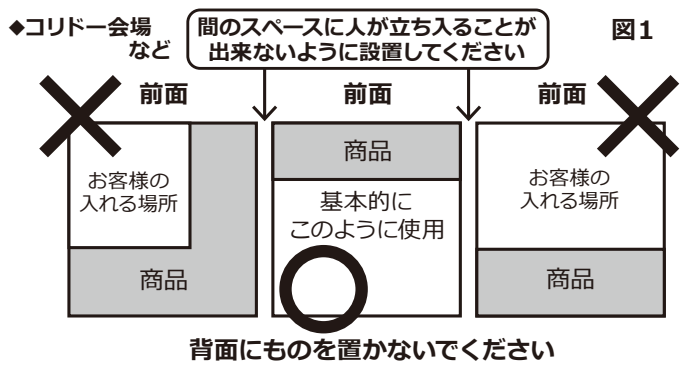 ◆コリドー会場
など
間のスペースに人が立ち入ることが
出来ないように設置してください
図1
前面
前面
前面
お客様の
入れる場所
商品
商品
基本的に
このように使用
お客様の
入れる場所
商品
背面にものを置かないでください